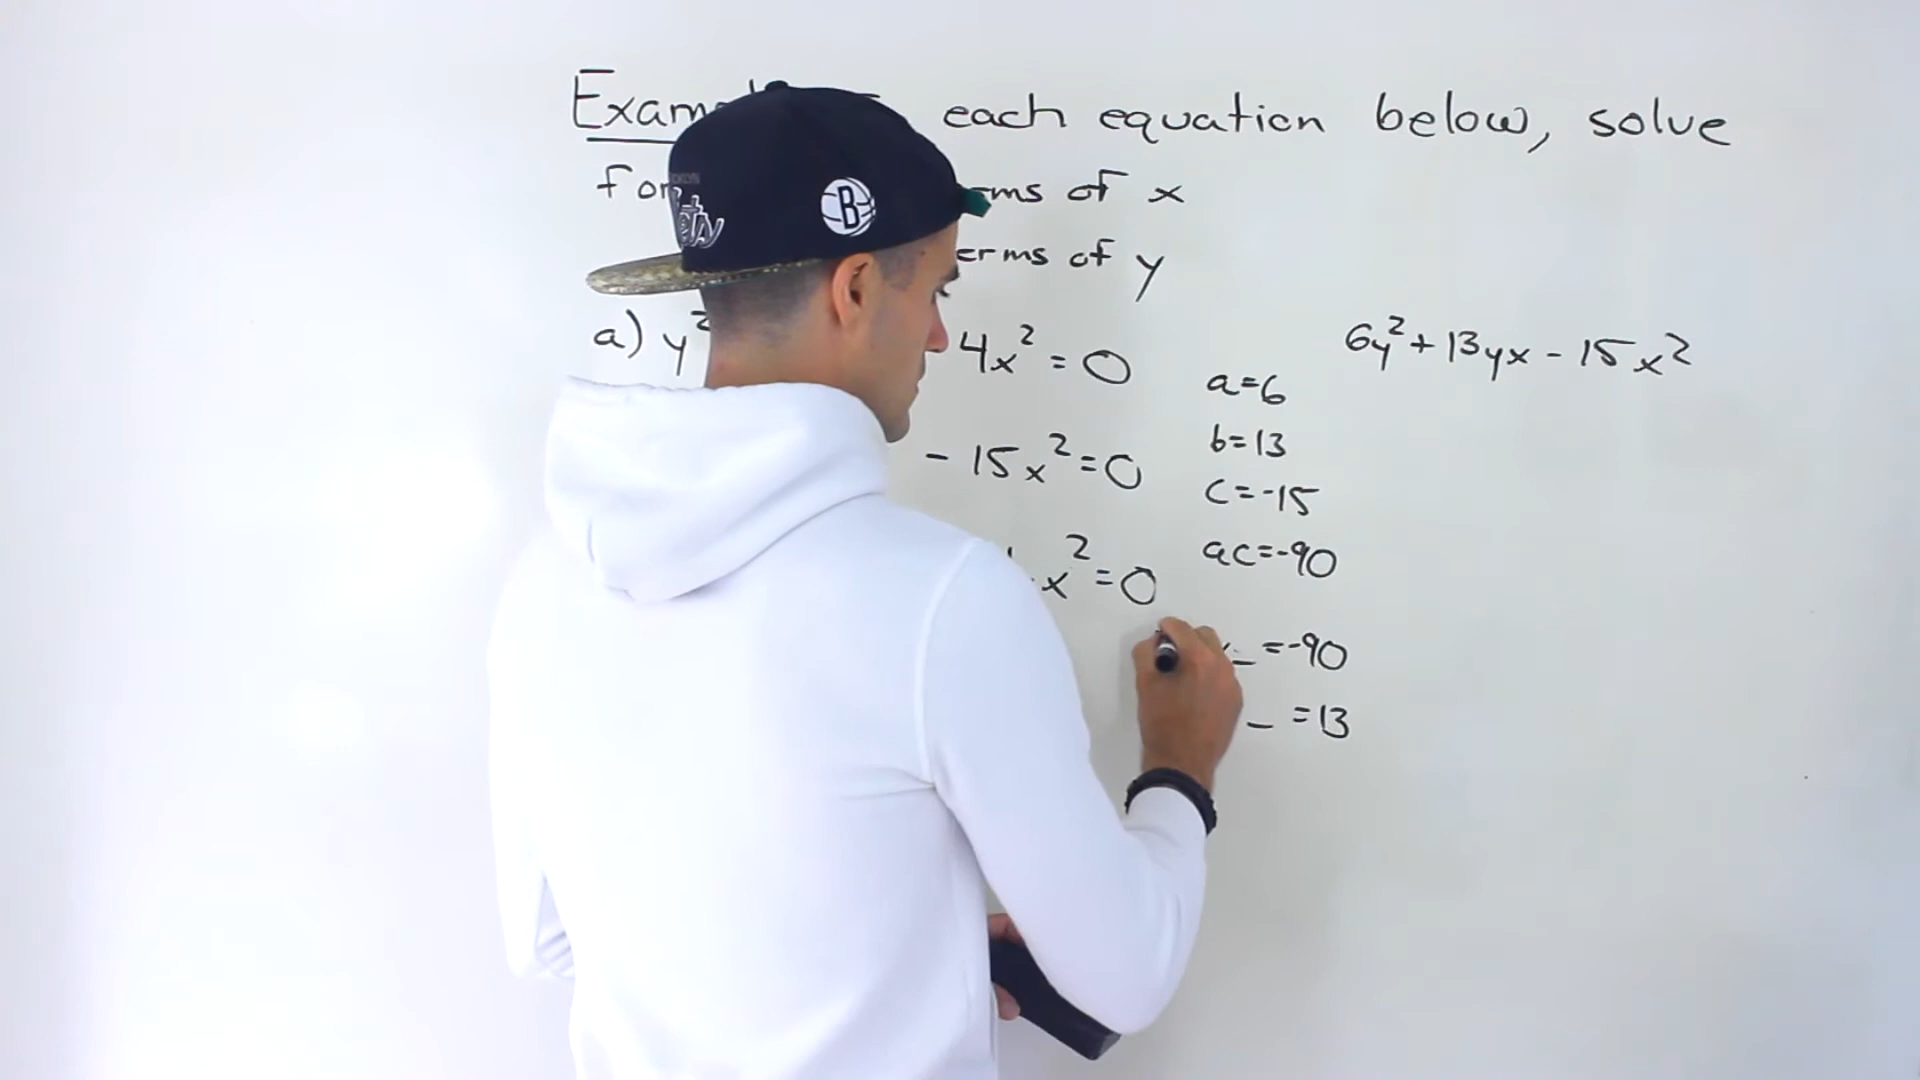 Exam each equation below, solve
for rms of x
erms of y
a) y² 4x² = 0
6y² + 13yx - 15x²
a=6
b=13
- 15x² = 0
c=-15
x² = 0
ac=-90
_ =-90
_ =13
B